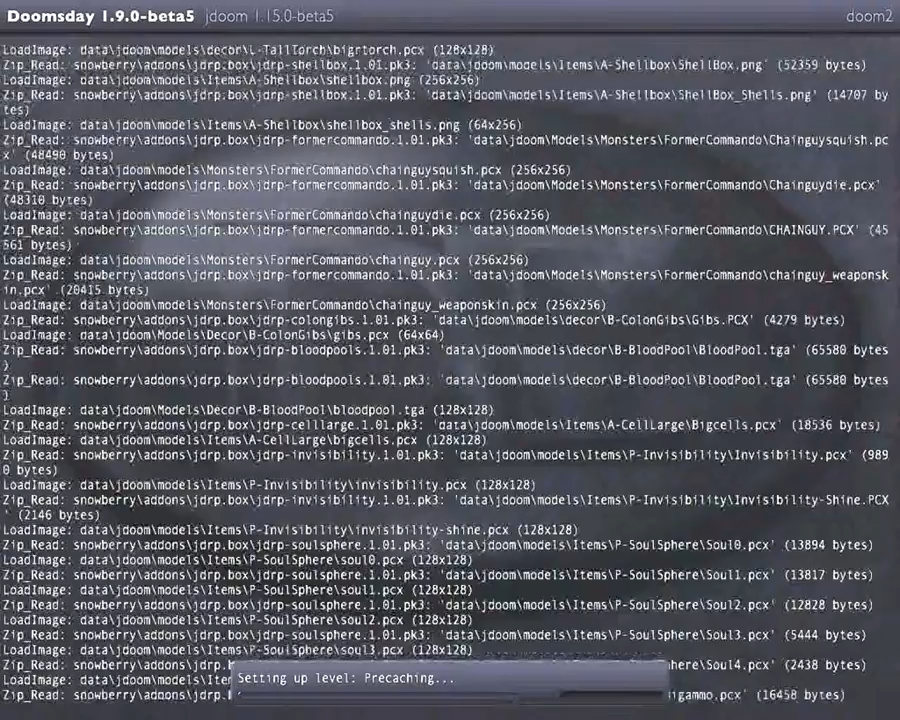 Doomsday 1.9.0-beta5 jdoom 1.15.0-beta5 doom2
LoadImage: data\jdoom\models\decor\L-TallTorch\bigrtorch.pcx (128x128)
Zip_Read: snowberry\addons\jdrp.box\jdrp-shellbox.1.01.pk3: 'data\jdoom\models\Items\A-Shellbox\ShellBox.png' (52359 bytes)
LoadImage: data\jdoom\models\Items\A-Shellbox\shellbox.png (256x256)
Zip_Read: snowberry\addons\jdrp.box\jdrp-shellbox.1.01.pk3: 'data\jdoom\models\Items\A-Shellbox\ShellBox_Shells.png' (14707 by
tes)
LoadImage: data\jdoom\models\Items\A-Shellbox\shellbox_shells.png (64x256)
Zip_Read: snowberry\addons\jdrp.box\jdrp-formercommando.1.01.pk3: 'data\jdoom\Models\Monsters\FormerCommando\Chainguysquish.pc
x' (48490 bytes)
LoadImage: data\jdoom\models\Monsters\FormerCommando\chainguysquish.pcx (256x256)
Zip_Read: snowberry\addons\jdrp.box\jdrp-formercommando.1.01.pk3: 'data\jdoom\models\Monsters\FormerCommando\Chainguydie.pcx'
(48310 bytes)
LoadImage: data\jdoom\models\Monsters\FormerCommando\chainguydie.pcx (256x256)
Zip_Read: snowberry\addons\jdrp.box\jdrp-formercommando.1.01.pk3: 'data\jdoom\models\Monsters\FormerCommando\CHAINGUY.PCX' (45
561 bytes)
LoadImage: data\jdoom\models\Monsters\FormerCommando\chainguy.pcx (256x256)
Zip_Read: snowberry\addons\jdrp.box\jdrp-formercommando.1.01.pk3: 'data\jdoom\models\Monsters\FormerCommando\chainguy_weaponsk
in.pcx' (20415 bytes)
LoadImage: data\jdoom\models\Monsters\FormerCommando\chainguy_weaponskin.pcx (256x256)
Zip_Read: snowberry\addons\jdrp.box\jdrp-colongibs.1.01.pk3: 'data\jdoom\models\decor\B-ColonGibs\Gibs.PCX' (4279 bytes)
LoadImage: data\jdoom\Models\Decor\B-ColonGibs\gibs.pcx (64x64)
Zip_Read: snowberry\addons\jdrp.box\jdrp-bloodpools.1.01.pk3: 'data\jdoom\models\decor\B-BloodPool\BloodPool.tga' (65580 bytes
)
Zip_Read: snowberry\addons\jdrp.box\jdrp-bloodpools.1.01.pk3: 'data\jdoom\models\decor\B-BloodPool\BloodPool.tga' (65580 bytes
)
LoadImage: data\jdoom\Models\Decor\B-BloodPool\bloodpool.tga (128x128)
Zip_Read: snowberry\addons\jdrp.box\jdrp-celllarge.1.01.pk3: 'data\jdoom\models\Items\A-CellLarge\Bigcells.pcx' (18536 bytes)
LoadImage: data\jdoom\models\Items\A-CellLarge\bigcells.pcx (128x128)
Zip_Read: snowberry\addons\jdrp.box\jdrp-invisibility.1.01.pk3: 'data\jdoom\models\Items\P-Invisibility\Invisibility.pcx' (989
0 bytes)
LoadImage: data\jdoom\models\Items\P-Invisibility\invisibility.pcx (128x128)
Zip_Read: snowberry\addons\jdrp.box\jdrp-invisibility.1.01.pk3: 'data\jdoom\models\Items\P-Invisibility\Invisibility-Shine.PCX
' (2146 bytes)
LoadImage: data\jdoom\models\Items\P-Invisibility\invisibility-shine.pcx (128x128)
Zip_Read: snowberry\addons\jdrp.box\jdrp-soulsphere.1.01.pk3: 'data\jdoom\models\Items\P-SoulSphere\Soul0.pcx' (13894 bytes)
LoadImage: data\jdoom\models\Items\P-SoulSphere\soul0.pcx (128x128)
Zip_Read: snowberry\addons\jdrp.box\jdrp-soulsphere.1.01.pk3: 'data\jdoom\models\Items\P-SoulSphere\Soul1.pcx' (13817 bytes)
LoadImage: data\jdoom\models\Items\P-SoulSphere\soul1.pcx (128x128)
Zip_Read: snowberry\addons\jdrp.box\jdrp-soulsphere.1.01.pk3: 'data\jdoom\models\Items\P-SoulSphere\Soul2.pcx' (12828 bytes)
LoadImage: data\jdoom\models\Items\P-SoulSphere\soul2.pcx (128x128)
Zip_Read: snowberry\addons\jdrp.box\jdrp-soulsphere.1.01.pk3: 'data\jdoom\models\Items\P-SoulSphere\Soul3.pcx' (5444 bytes)
LoadImage: data\jdoom\models\Items\P-SoulSphere\soul3.pcx (128x128)
Zip_Read: snowberry\addons\jdrp.b here\Soul4.pcx' (2438 bytes)
LoadImage: data\jdoom\models\Item
Setting up level: Precaching...
Zip_Read: snowberry\addons\jdrp.b igammo.pcx' (16458 bytes)